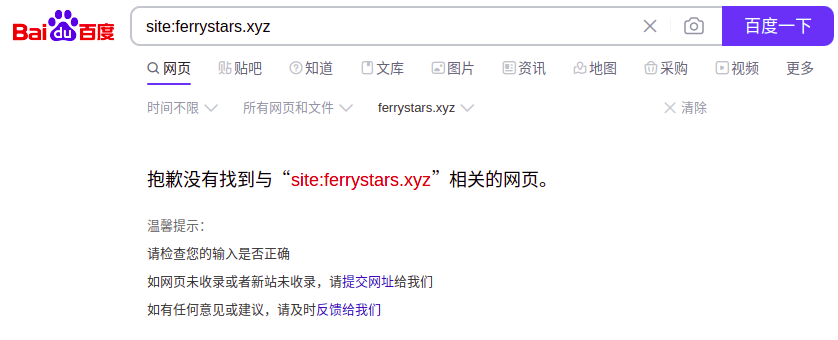 Bai du 百度 site:ferrystars.xyz 百度一下
网页 贴贴吧 知道 文库 图片 资讯 地图 采购 视频 更多
时间不限 所有网页和文件 ferrystars.xyz 清除
抱歉没有找到与“site:ferrystars.xyz”相关的网页。
温馨提示:
请检查您的输入是否正确
如网页未收录或者新站未收录，请提交网址给我们
如有任何意见或建议，请及时反馈给我们